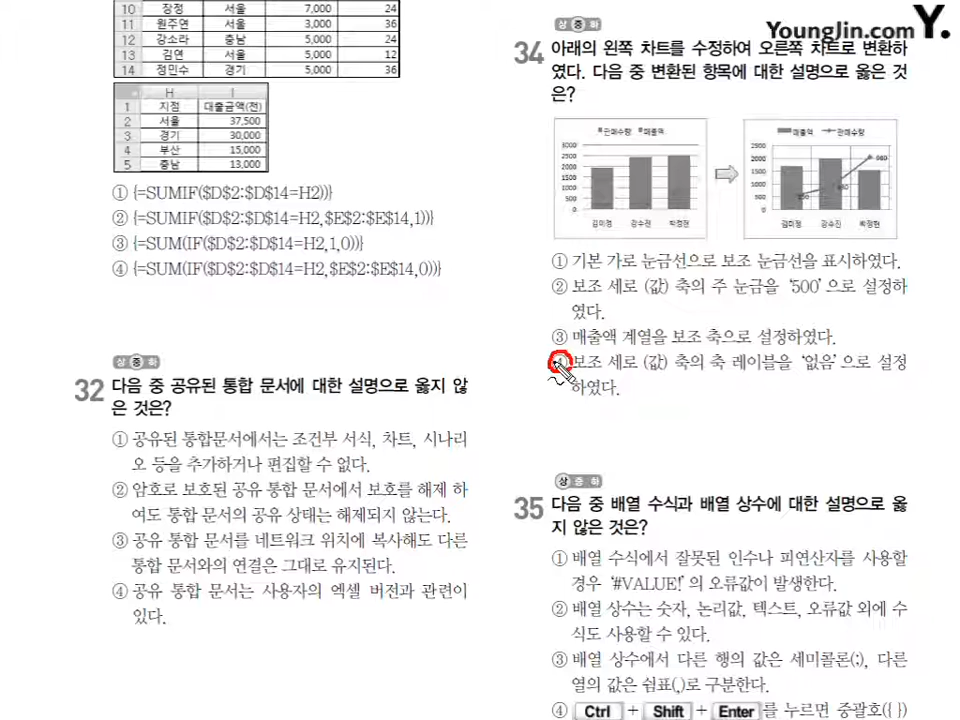 10 장정 서울 7,000 24
11 원주연 서울 3,000 36
12 강소라 충남 5,000 24
13 김연 서울 5,000 12
14 정민수 경기 5,000 36
H I
1 지점 대출금액(전)
2 서울 37,500
3 경기 30,000
4 부산 15,000
5 충남 13,000
① {=SUMIF($D$2:$D$14=H2))}
② {=SUMIF($D$2:$D$14=H2,$E$2:$E$14,1))}
③ {=SUM(IF($D$2:$D$14=H2,1,0))}
④ {=SUM(IF($D$2:$D$14=H2,$E$2:$E$14,0))}
상 중 하
32 다음 중 공유된 통합 문서에 대한 설명으로 옳지 않
은 것은?
① 공유된 통합문서에서는 조건부 서식, 차트, 시나리
오 등을 추가하거나 편집할 수 없다.
② 암호로 보호된 공유 통합 문서에서 보호를 해제 하
여도 통합 문서의 공유 상태는 해제되지 않는다.
③ 공유 통합 문서를 네트워크 위치에 복사해도 다른
통합 문서와의 연결은 그대로 유지된다.
④ 공유 통합 문서는 사용자의 엑셀 버전과 관련이
있다.
YoungJin.com Y.
상 중 하
34 아래의 왼쪽 차트를 수정하여 오른쪽 차트로 변환하
였다. 다음 중 변환된 항목에 대한 설명으로 옳은 것
은?
판매수량 매출액
3000
2500
2000
1500
1000
500
0
김미정 강수진 박정현
매출액 판매수량
2500
2000
1500
1000
500
0
김미정 강수진 박정현
① 기본 가로 눈금선으로 보조 눈금선을 표시하였다.
② 보조 세로 (값) 축의 주 눈금을 ‘500’으로 설정하
였다.
③ 매출액 계열을 보조 축으로 설정하였다.
④ 보조 세로 (값) 축의 축 레이블을 ‘없음’으로 설정
하였다.
상 중 하
35 다음 중 배열 수식과 배열 상수에 대한 설명으로 옳
지 않은 것은?
① 배열 수식에서 잘못된 인수나 피연산자를 사용할
경우 ‘#VALUE!’의 오류값이 발생한다.
② 배열 상수는 숫자, 논리값, 텍스트, 오류값 외에 수
식도 사용할 수 있다.
③ 배열 상수에서 다른 행의 값은 세미콜론(;), 다른
열의 값은 쉼표(,)로 구분한다.
④ Ctrl + Shift + Enter 를 누르면 중괄호({ })